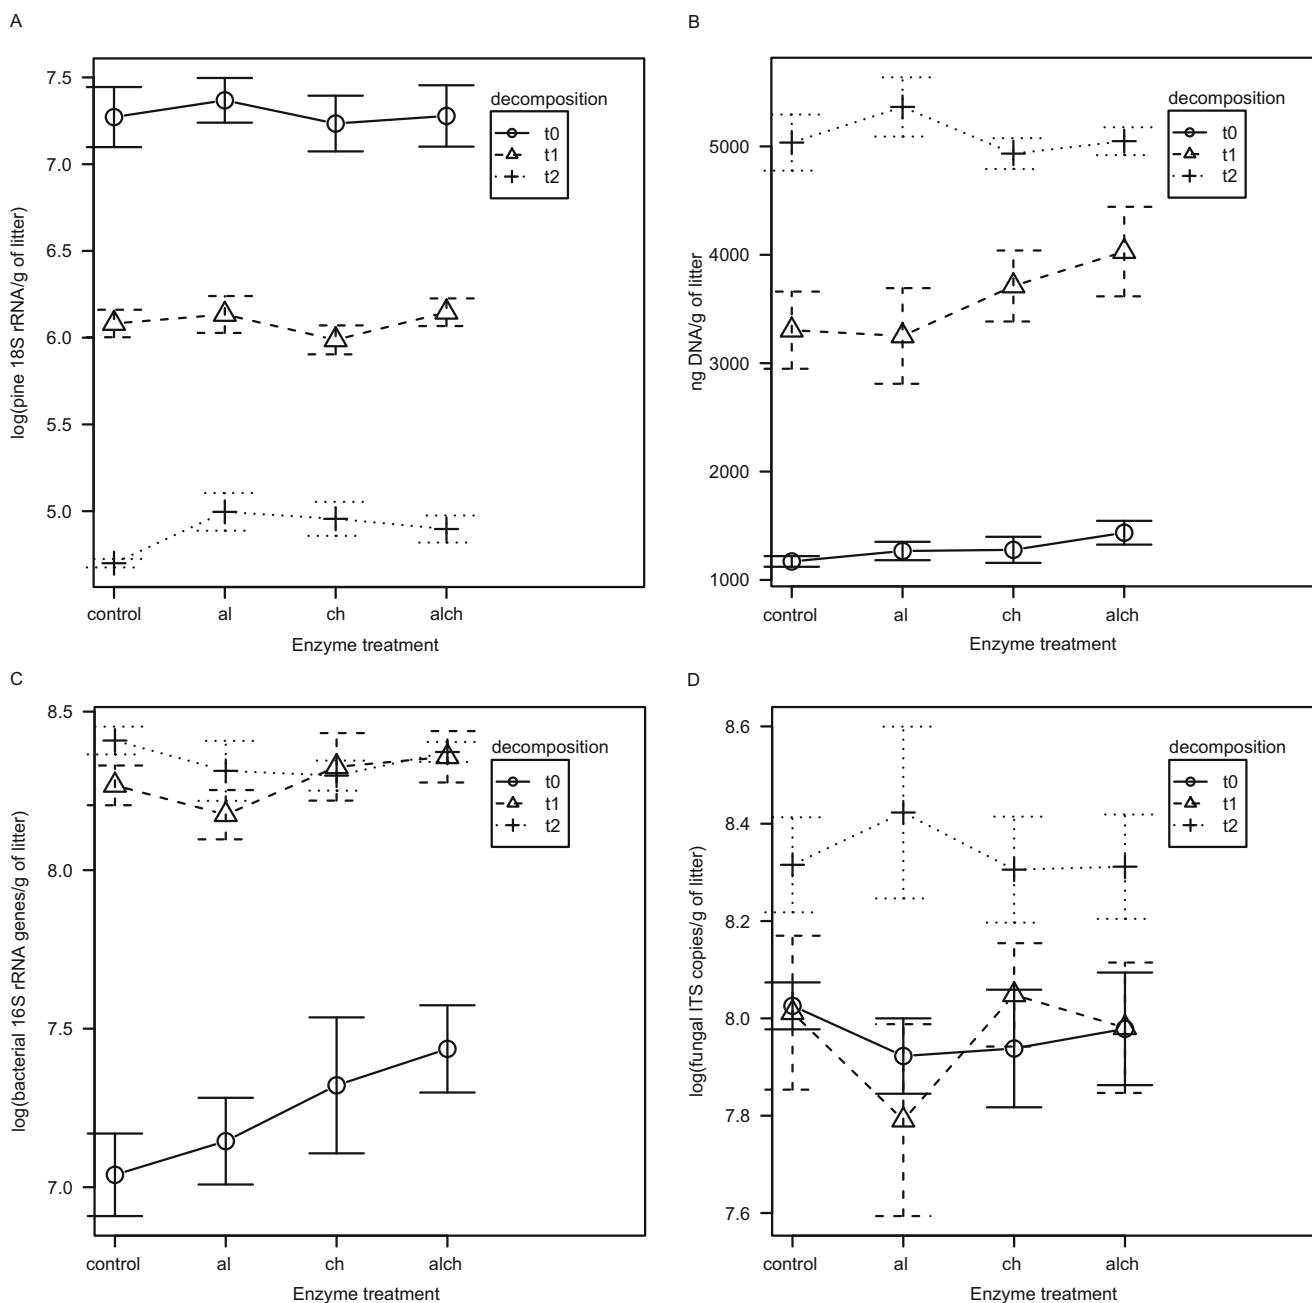 A
log(pine 18S rRNA/g of litter)
7.5
7.0
6.5
6.0
5.5
5.0
decomposition
t0
t1
t2
control al ch alch
Enzyme treatment
B
ng DNA/g of litter
5000
4000
3000
2000
1000
decomposition
t0
t1
t2
control al ch alch
Enzyme treatment
C
log(bacterial 16S rRNA genes/g of litter)
8.5
8.0
7.5
7.0
decomposition
t0
t1
t2
control al ch alch
Enzyme treatment
D
log(fungal ITS copies/g of litter)
8.6
8.4
8.2
8.0
7.8
7.6
decomposition
t0
t1
t2
control al ch alch
Enzyme treatment